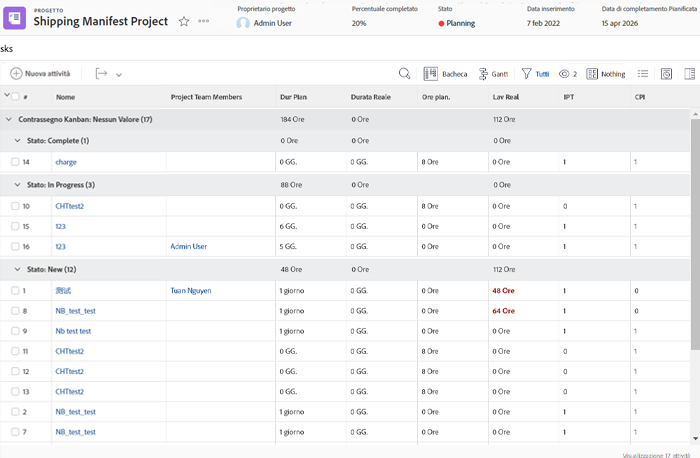 PROGETTO
Shipping Manifest Project
Proprietario progetto
Admin User
Percentuale completato
20%
Stato
Planning
Data inserimento
7 feb 2022
Data di completamento Pianificata
15 apr 2026
sks
Nuova attività
Bacheca
Gantt
Tutti
2
Nothing
# Nome Project Team Members Dur Plan Durata Reale Ore plan. Lav Real IPT CPI
Contrassegno Kanban: Nessun Valore (17) 184 Ore 0 Ore 112 Ore
Stato: Complete (1) 0 Ore 0 Ore 0 Ore
14 charge 0 GG. 0 GG. 8 Ore 0 Ore 1 1
Stato: In Progress (3) 88 Ore 0 Ore 0 Ore
10 CHTtest2 0 GG. 0 GG. 8 Ore 0 Ore 0 1
15 123 6 GG. 0 GG. 0 Ore 0 Ore 1 1
16 123 Admin User 5 GG. 0 GG. 0 Ore 0 Ore 1 1
Stato: New (12) 48 Ore 0 Ore 112 Ore
1 测试 Tuan Nguyen 1 giorno 0 GG. 0 Ore 48 Ore 1 0
8 NB_test_test 1 giorno 0 GG. 0 Ore 64 Ore 1 0
9 Nb test test 1 giorno 0 GG. 0 Ore 0 Ore 1 1
11 CHTtest2 0 GG. 0 GG. 8 Ore 0 Ore 0 1
12 CHTtest2 0 GG. 0 GG. 8 Ore 0 Ore 0 1
13 CHTtest2 0 GG. 0 GG. 8 Ore 0 Ore 0 1
2 NB_test_test 1 giorno 0 GG. 0 Ore 0 Ore 1 1
7 NB_test_test 1 giorno 0 GG. 0 Ore 0 Ore 1 1
Visualizzazione 17 attività